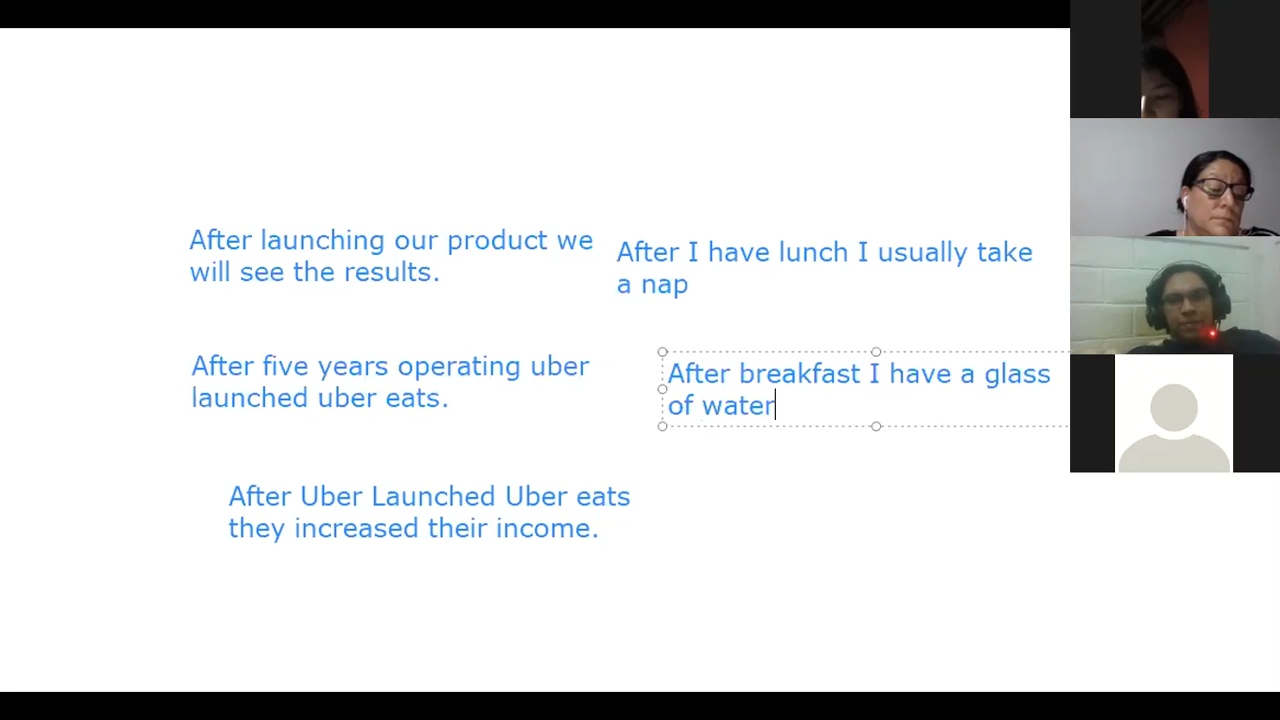 After launching our product we
will see the results.
After I have lunch I usually take
a nap
After five years operating uber
launched uber eats.
After breakfast I have a glass
of water
After Uber Launched Uber eats
they increased their income.